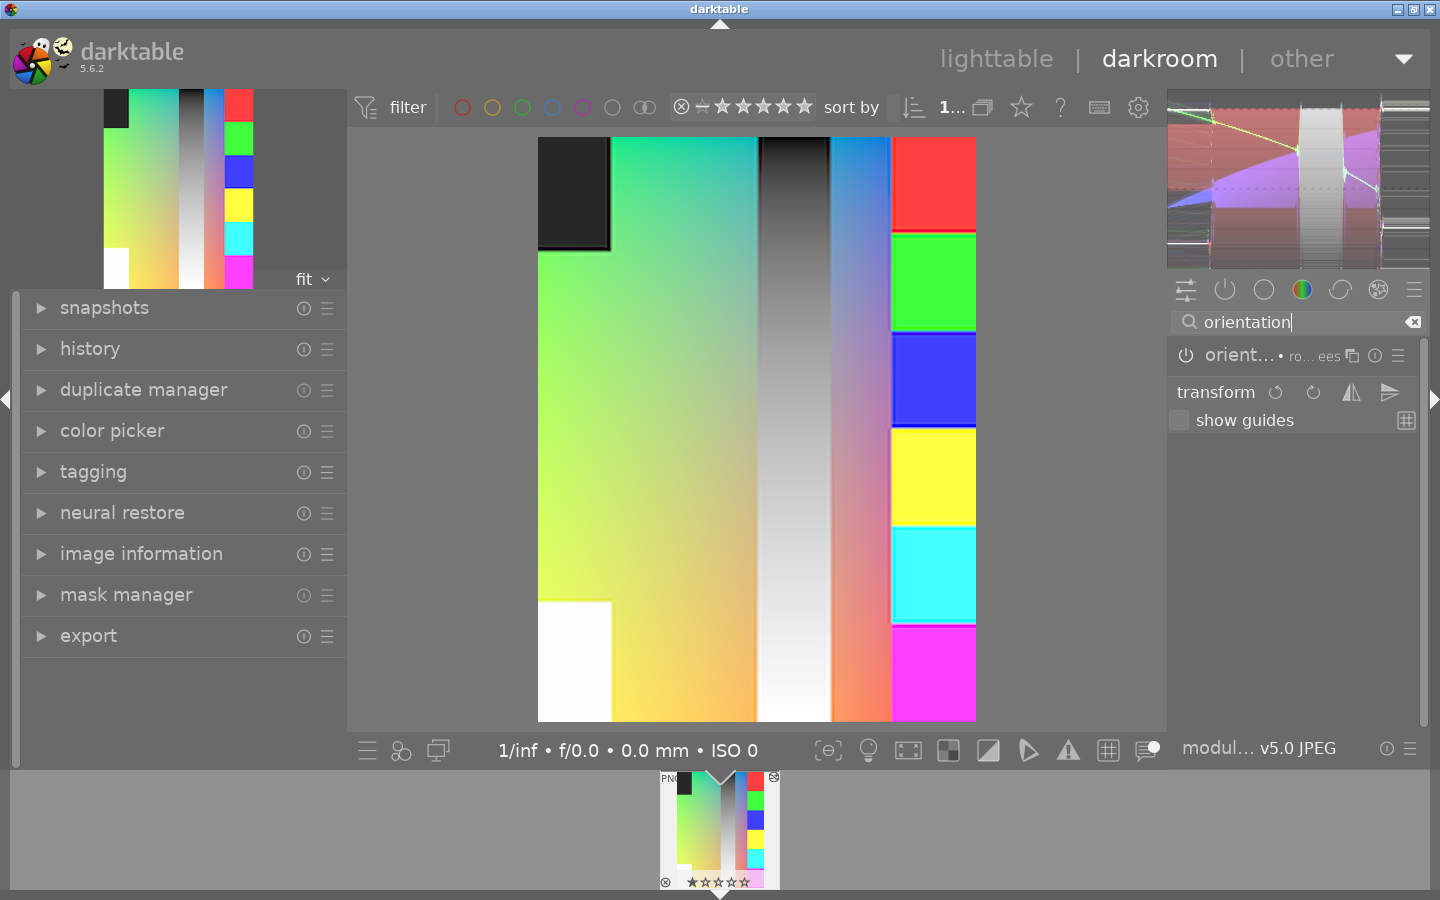 darktable
darktable
5.6.2
lighttable | darkroom | other
filter
sort by
1...
fit
snapshots
history
duplicate manager
color picker
tagging
neural restore
image information
mask manager
export
orientation
orient... • ro... ees
transform
show guides
1/inf • f/0.0 • 0.0 mm • ISO 0
modul... v5.0 JPEG
PNG